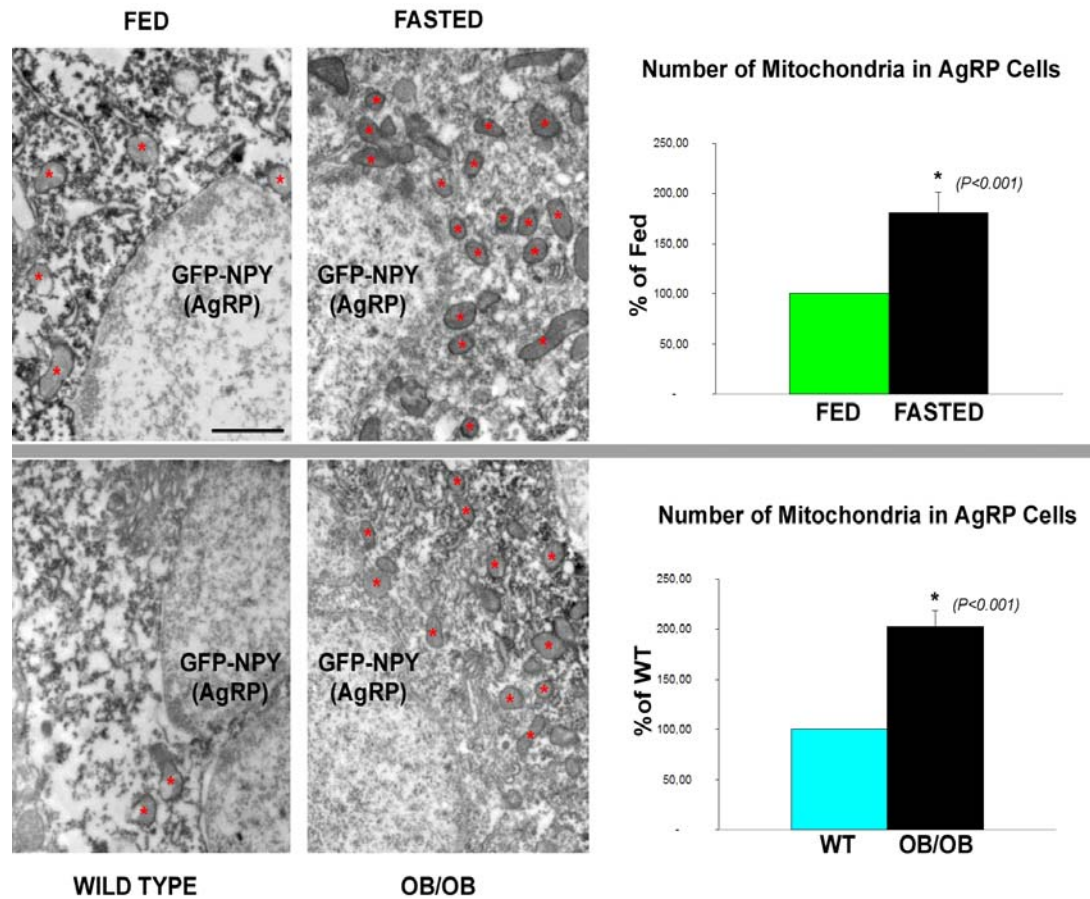 FED
FASTED
GFP-NPY
(AgRP)
GFP-NPY
(AgRP)
Number of Mitochondria in AgRP Cells
% of Fed
250,00
200,00
150,00
100,00
50,00
-
*
(P<0.001)
FED
FASTED
GFP-NPY
(AgRP)
GFP-NPY
(AgRP)
WILD TYPE
OB/OB
Number of Mitochondria in AgRP Cells
%of WT
250,00
200,00
150,00
100,00
50,00
-
*
(P<0.001)
WT
OB/OB